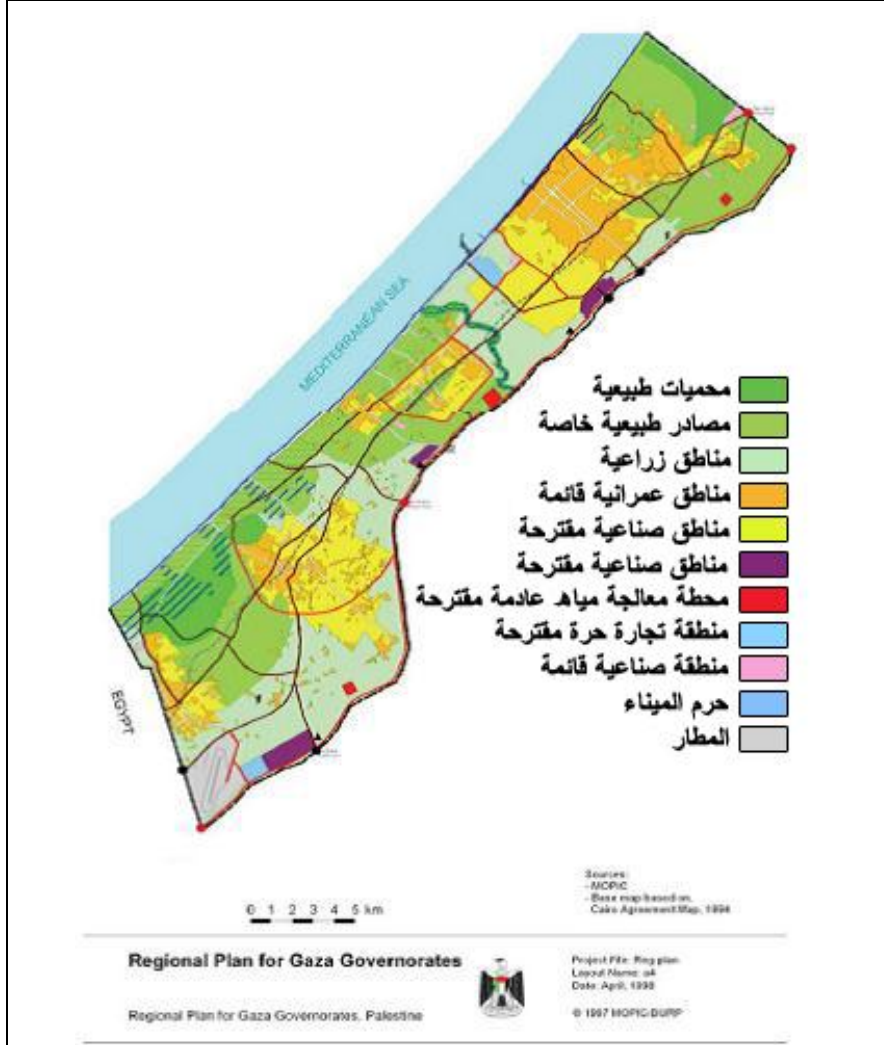 MEDITERRANEAN SEA
محميات طبيعية
مصادر طبيعية خاصة
مناطق زراعية
مناطق عمرانية قائمة
مناطق صناعية مقترحة
مناطق صناعية مقترحة
محطة معالجة مياه عادمة مقترحة
منطقة تجارة حرة مقترحة
منطقة صناعية قائمة
حرم الميناء
المطار
EGYPT
0 1 2 3 4 5 km
Sources:
- MOPIC
- Base map based on
Cairo Agreement Map, 1994
Regional Plan for Gaza Governorates
Regional Plan for Gaza Governorates, Palestine
Project File: Reg plan
Layout Name: a4
Date: April, 1998
© 1997 MOPIC-DURP